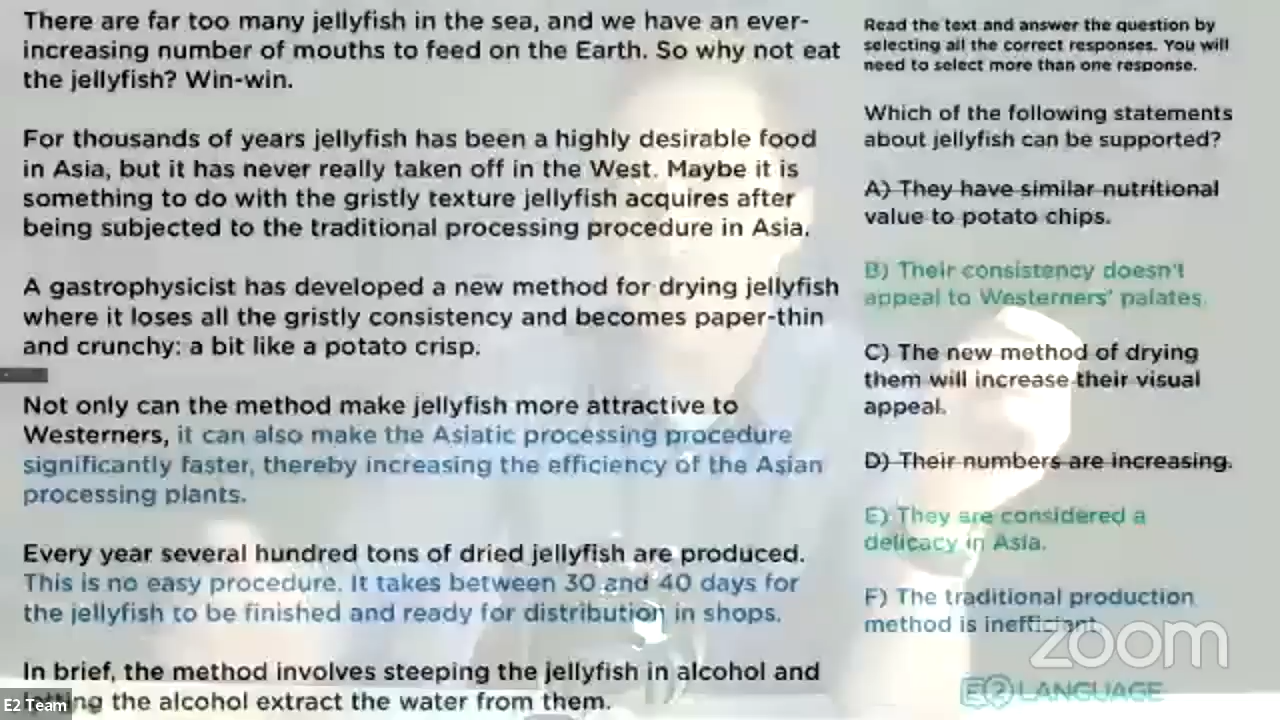 There are far too many jellyfish in the sea, and we have an ever-
increasing number of mouths to feed on the Earth. So why not eat
the jellyfish? Win-win.
For thousands of years jellyfish has been a highly desirable food
in Asia, but it has never really taken off in the West. Maybe it is
something to do with the gristly texture jellyfish acquires after
being subjected to the traditional processing procedure in Asia.
A gastrophysicist has developed a new method for drying jellyfish
where it loses all the gristly consistency and becomes paper-thin
and crunchy: a bit like a potato crisp.
Not only can the method make jellyfish more attractive to
Westerners, it can also make the Asiatic processing procedure
significantly faster, thereby increasing the efficiency of the Asian
processing plants.
Every year several hundred tons of dried jellyfish are produced.
This is no easy procedure. It takes between 30 and 40 days for
the jellyfish to be finished and ready for distribution in shops.
In brief, the method involves steeping the jellyfish in alcohol and
letting the alcohol extract the water from them.
E2 Team
Read the text and answer the question by
selecting all the correct responses. You will
need to select more than one response.
Which of the following statements
about jellyfish can be supported?
A) They have similar nutritional
value to potato chips.
B) Their consistency doesn't
appeal to Westerners' palates.
C) The new method of drying
them will increase their visual
appeal.
D) Their numbers are increasing.
E) They are considered a
delicacy in Asia.
F) The traditional production
method is inefficient.
zoom
E2 LANGUAGE